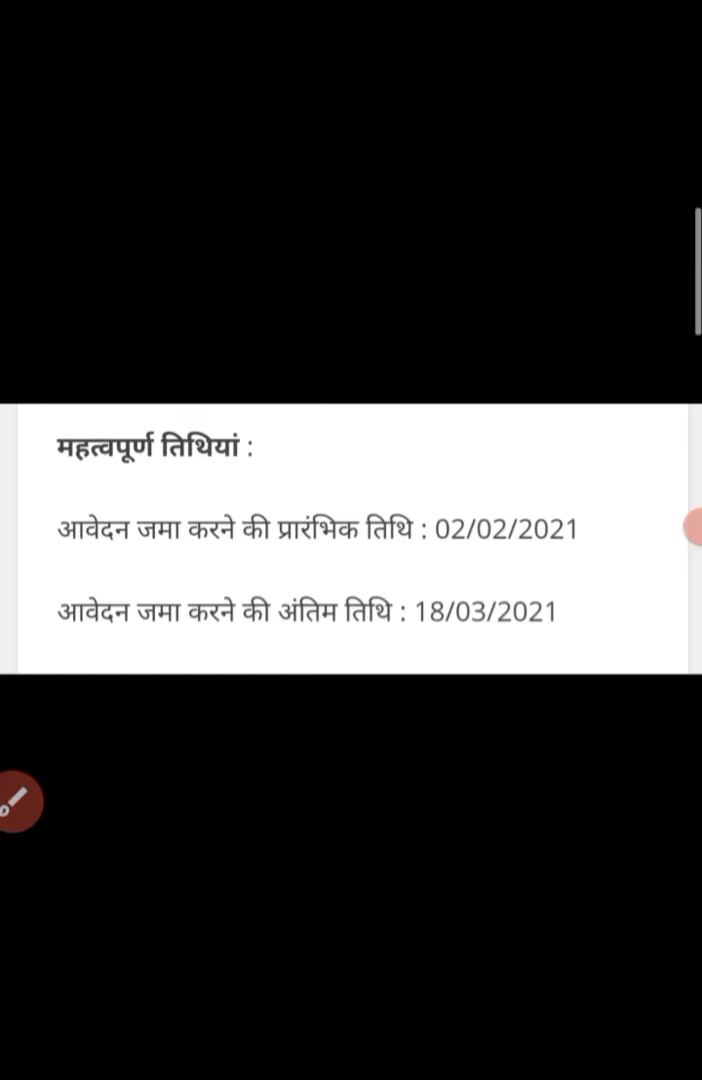 महत्वपूर्ण तिथियां :
आवेदन जमा करने की प्रारंभिक तिथि : 02/02/2021
आवेदन जमा करने की अंतिम तिथि : 18/03/2021